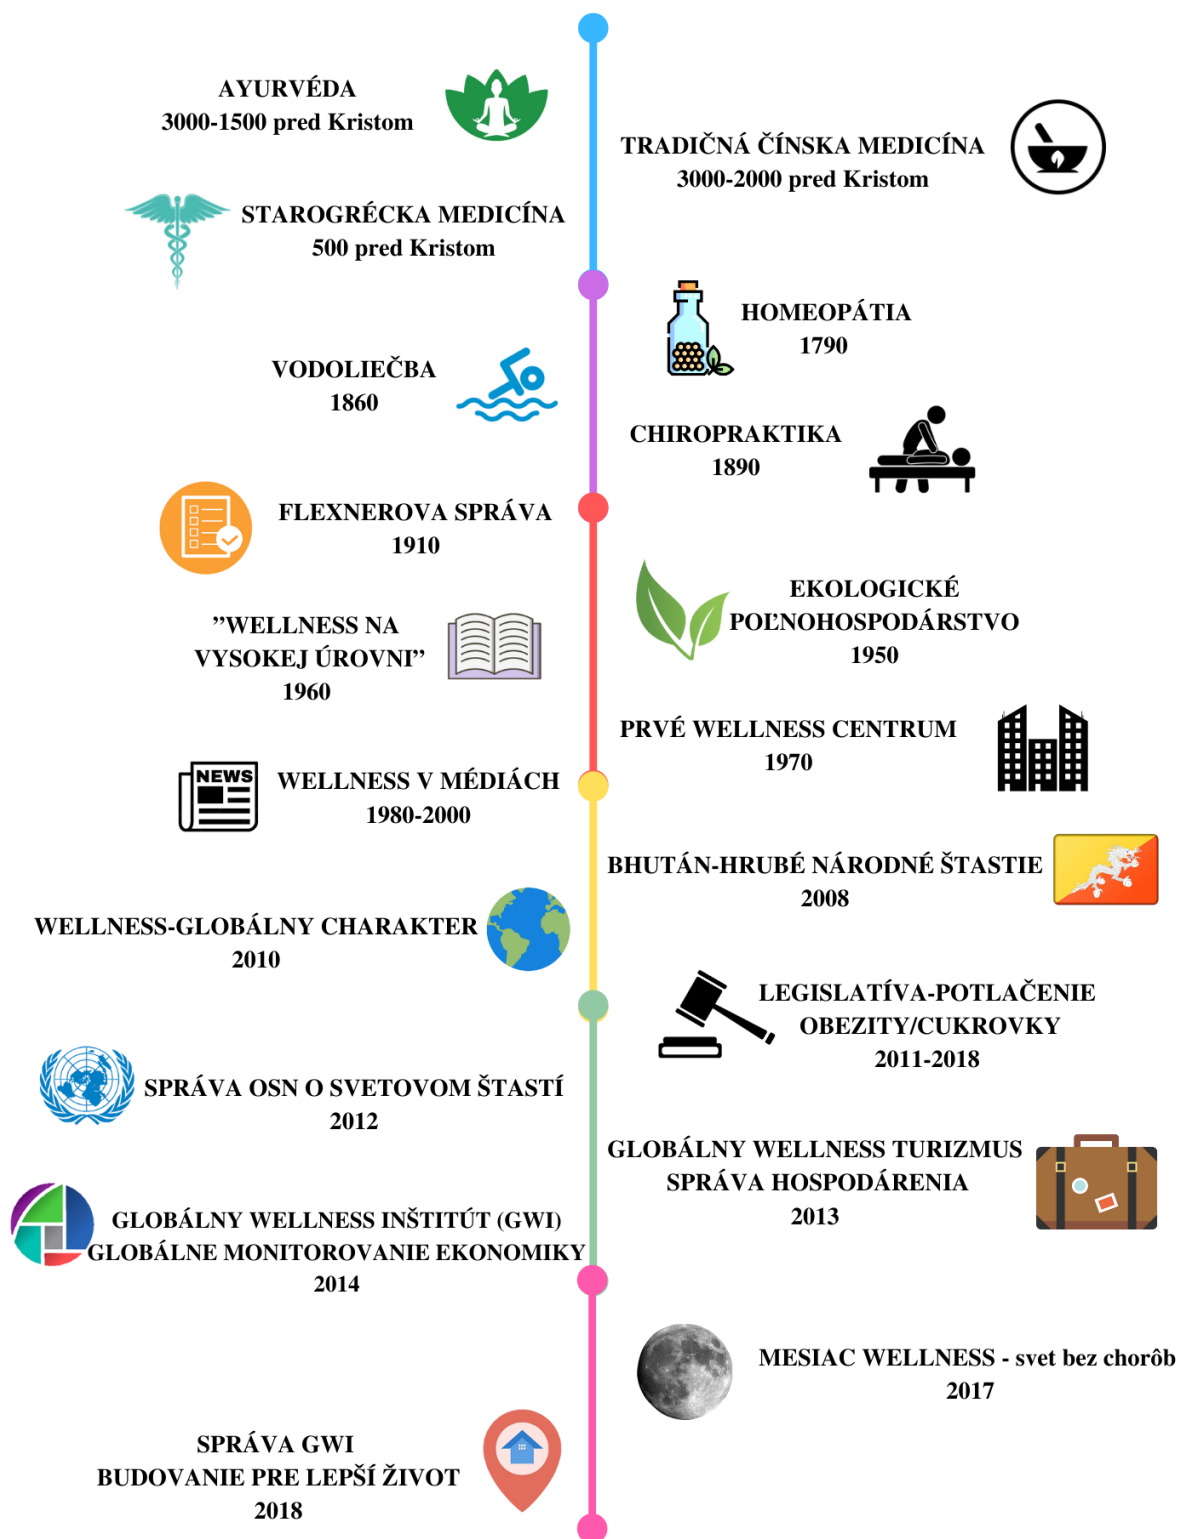 AYURVÉDA
3000-1500 pred Kristom
TRADIČNÁ ČÍNSKA MEDICÍNA
3000-2000 pred Kristom
STAROGRÉCKA MEDICÍNA
500 pred Kristom
HOMEOPÁTIA
1790
VODOLIEČBA
1860
CHIROPRAKTIKA
1890
FLEXNEROVA SPRÁVA
1910
EKOLOGICKÉ
POĽNOHOSPODÁRSTVO
1950
”WELLNESS NA
VYSOKEJ ÚROVNI”
1960
PRVÉ WELLNESS CENTRUM
1970
NEWS
WELLNESS V MÉDIÁCH
1980-2000
BHUTÁN-HRUBÉ NÁRODNÉ ŠTASTIE
2008
WELLNESS-GLOBÁLNY CHARAKTER
2010
LEGISLATÍVA-POTLAČENIE
OBEZITY/CUKROVKY
2011-2018
SPRÁVA OSN O SVETOVOM ŠTASTÍ
2012
GLOBÁLNY WELLNESS TURIZMUS
SPRÁVA HOSPODÁRENIA
2013
GLOBÁLNY WELLNESS INŠTITÚT (GWI)
GLOBÁLNE MONITOROVANIE EKONOMIKY
2014
MESIAC WELLNESS - svet bez chorôb
2017
SPRÁVA GWI
BUDOVANIE PRE LEPŠÍ ŽIVOT
2018